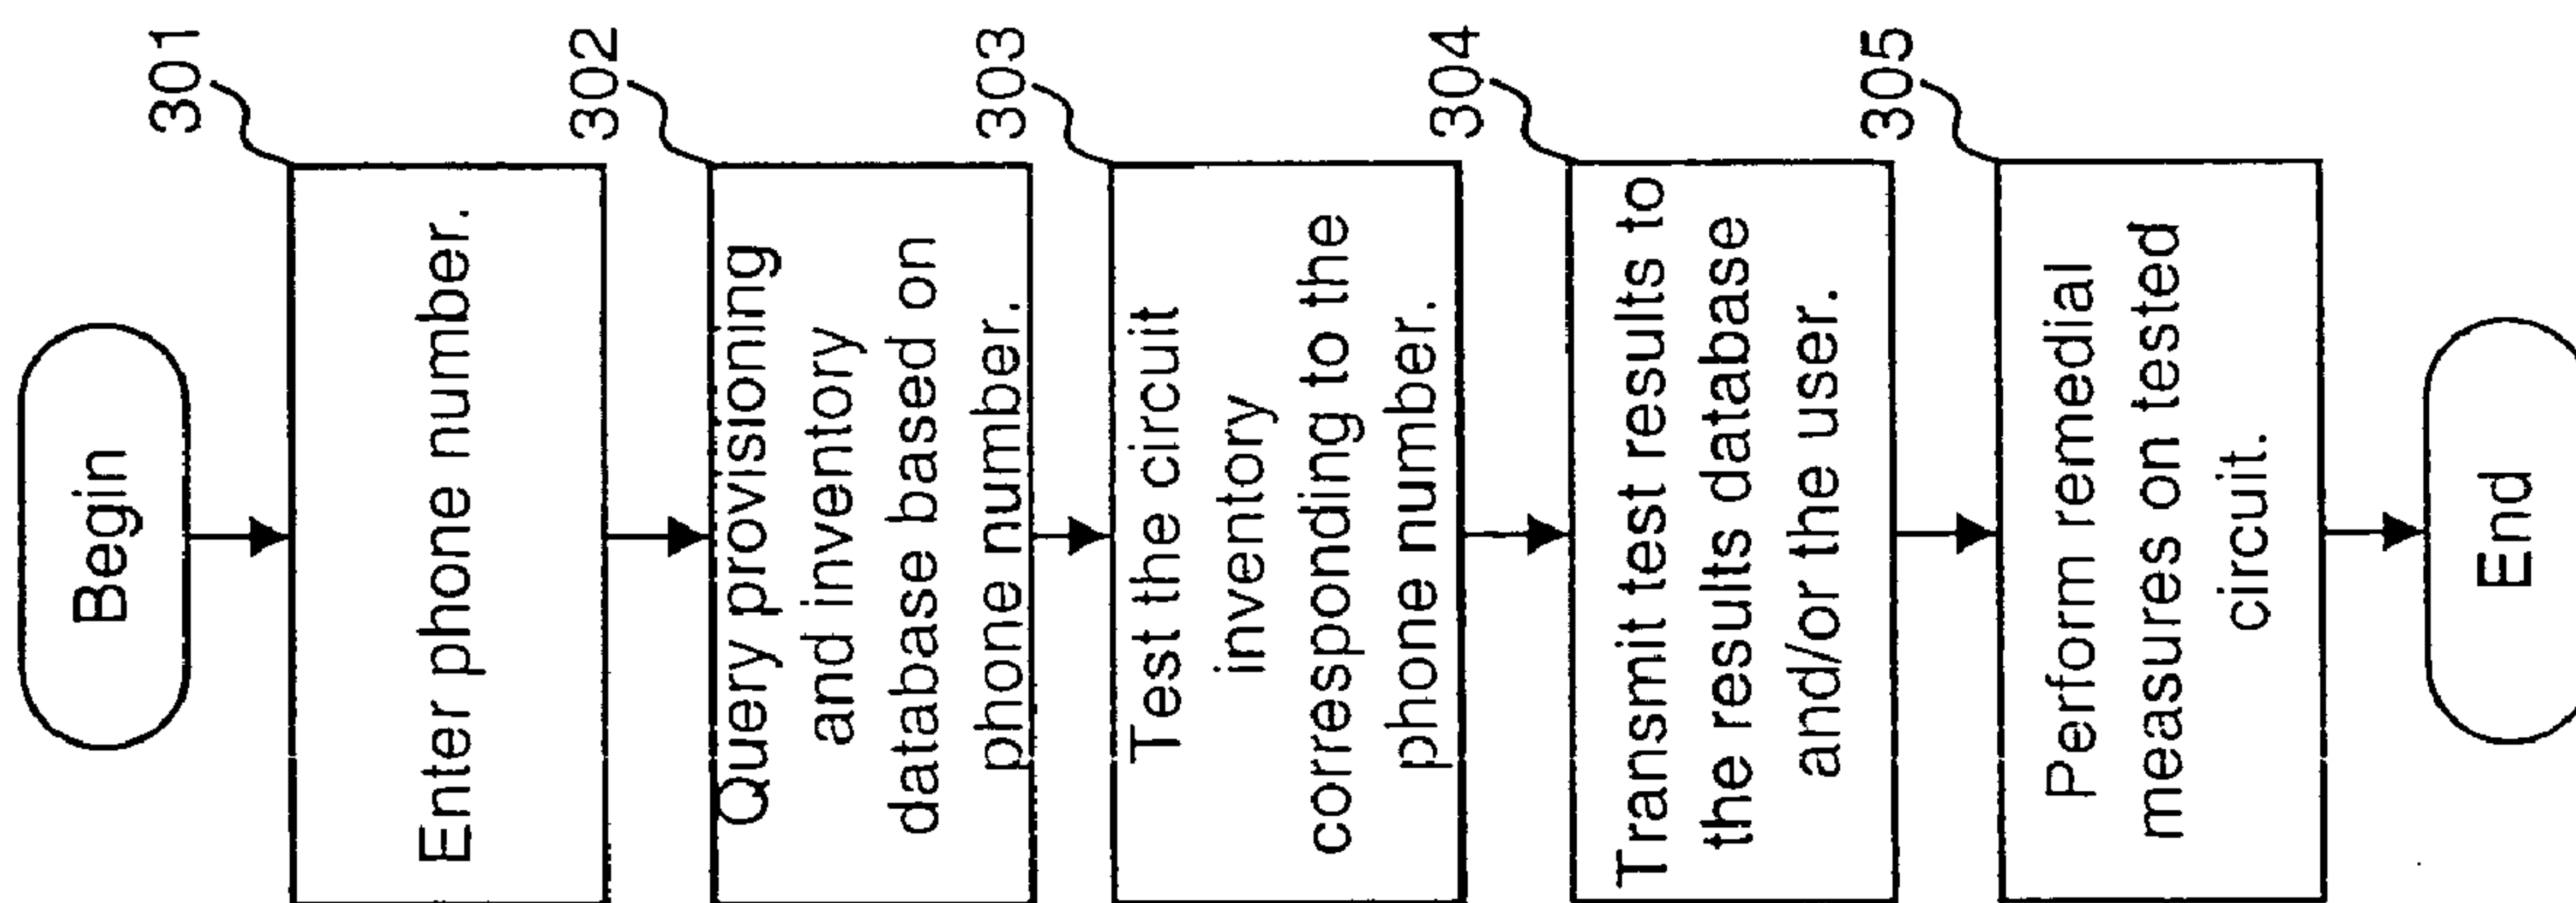 Begin
301
Enter phone number.
302
Query provisioning
and inventory
database based on
phone number.
303
Test the circuit
inventory
corresponding to the
phone number.
304
Transmit test results to
the results database
and/or the user.
305
Perform remedial
measures on tested
circuit.
End